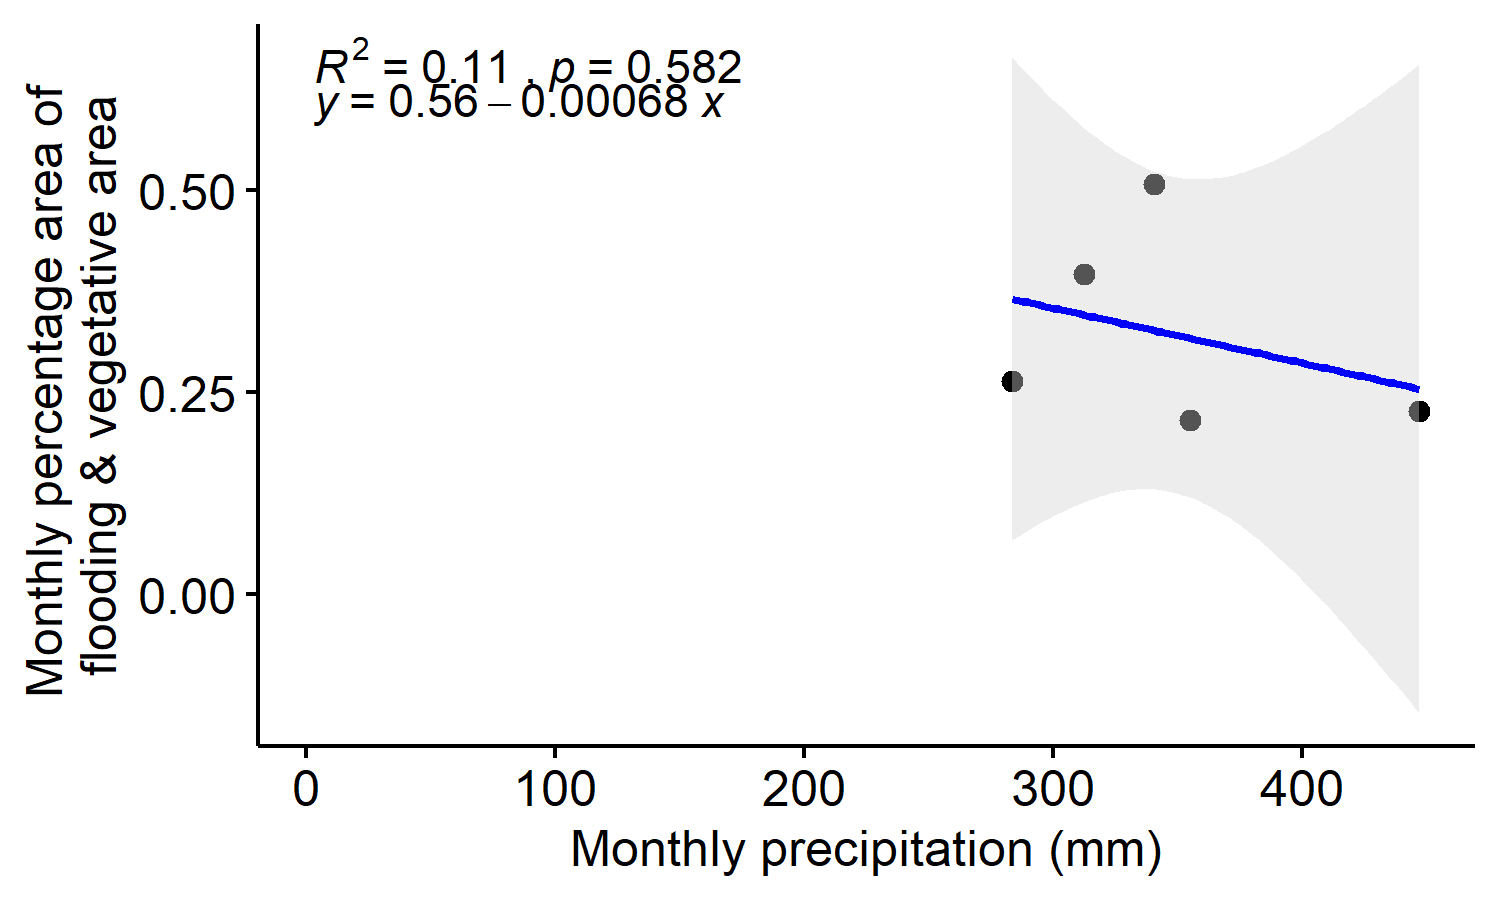 R² = 0.11 , p = 0.582
y = 0.56 – 0.00068 x
Monthly percentage area of
flooding & vegetative area
0.50
0.25
0.00
0 100 200 300 400
Monthly precipitation (mm)